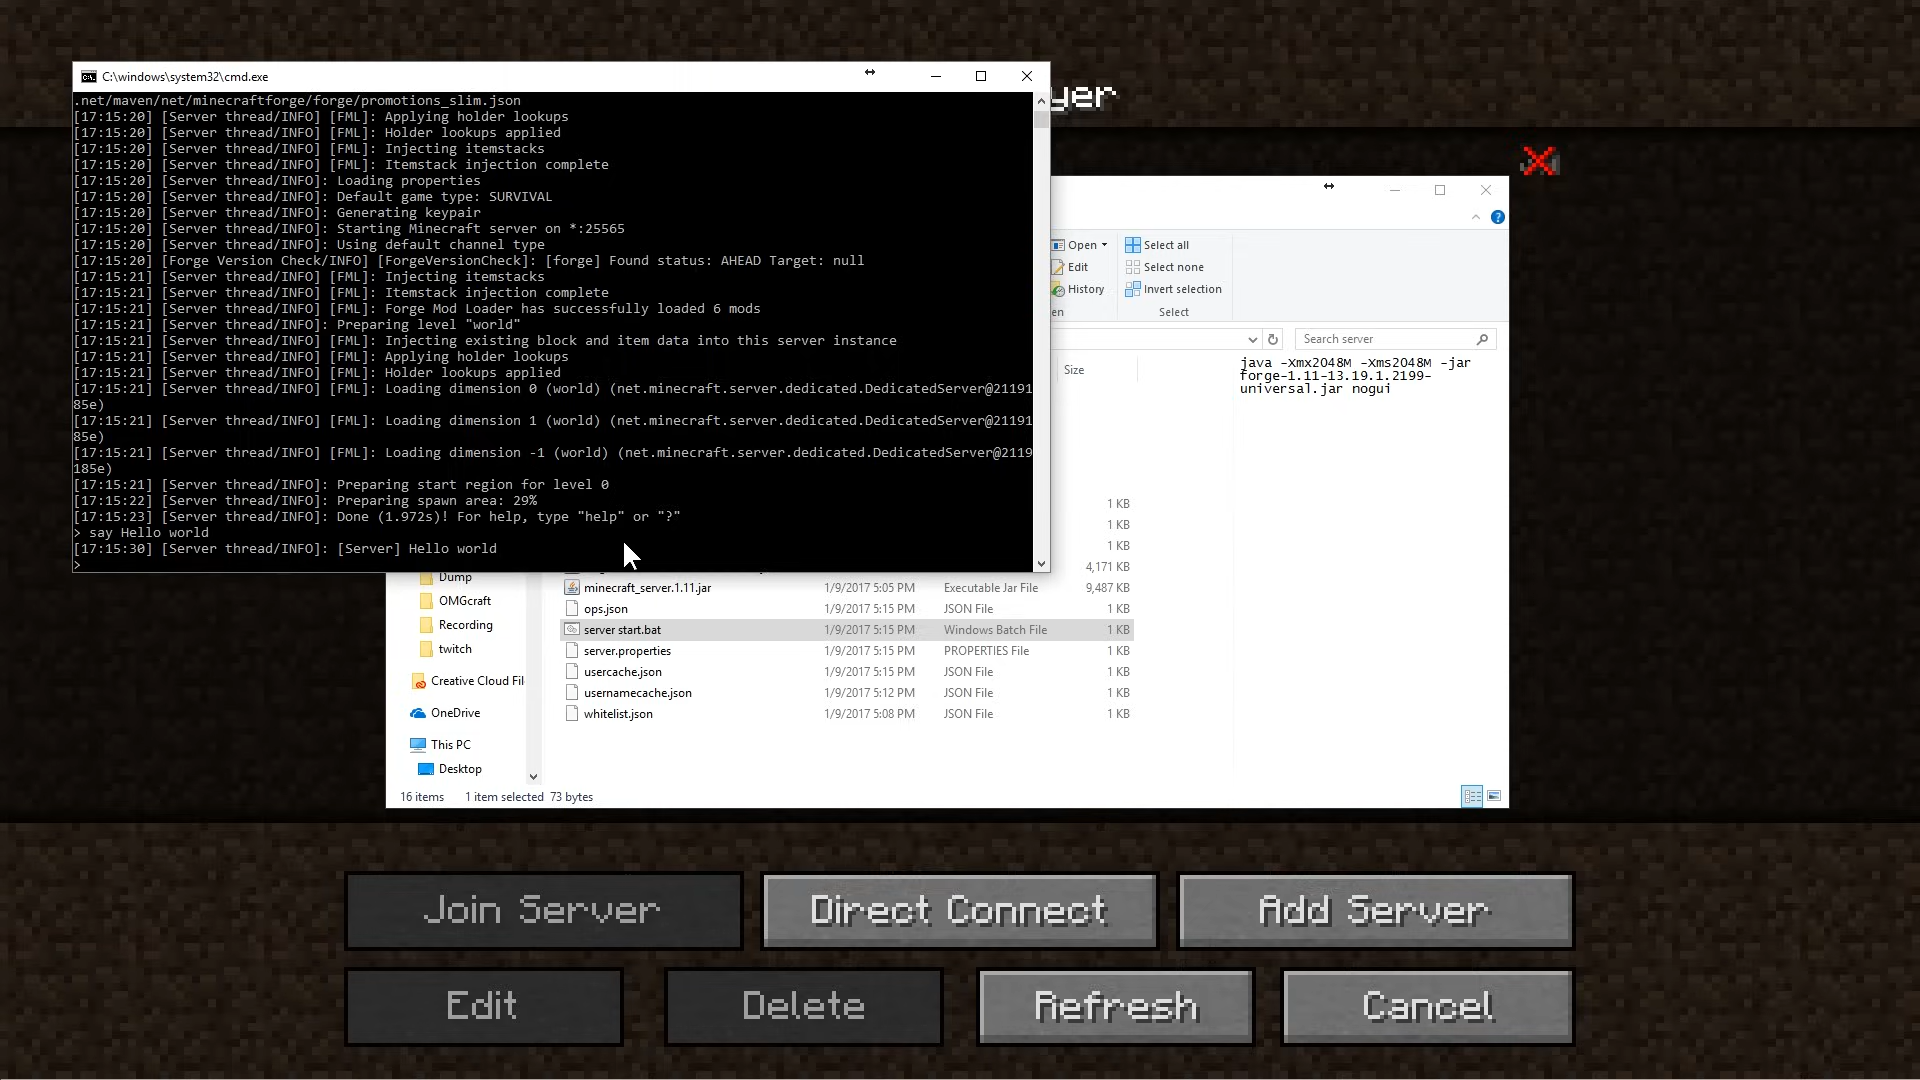 C:\windows\system32\cmd.exe
.net/maven/net/minecraftforge/forge/promotions_slim.json
[17:15:20] [Server thread/INFO] [FML]: Applying holder lookups
[17:15:20] [Server thread/INFO] [FML]: Holder lookups applied
[17:15:20] [Server thread/INFO] [FML]: Injecting itemstacks
[17:15:20] [Server thread/INFO] [FML]: Itemstack injection complete
[17:15:20] [Server thread/INFO]: Loading properties
[17:15:20] [Server thread/INFO]: Default game type: SURVIVAL
[17:15:20] [Server thread/INFO]: Generating keypair
[17:15:20] [Server thread/INFO]: Starting Minecraft server on *:25565
[17:15:20] [Server thread/INFO]: Using default channel type
[17:15:20] [Forge Version Check/INFO] [ForgeVersionCheck]: [forge] Found status: AHEAD Target: null
[17:15:21] [Server thread/INFO] [FML]: Injecting itemstacks
[17:15:21] [Server thread/INFO] [FML]: Itemstack injection complete
[17:15:21] [Server thread/INFO] [FML]: Forge Mod Loader has successfully loaded 6 mods
[17:15:21] [Server thread/INFO]: Preparing level "world"
[17:15:21] [Server thread/INFO] [FML]: Injecting existing block and item data into this server instance
[17:15:21] [Server thread/INFO] [FML]: Applying holder lookups
[17:15:21] [Server thread/INFO] [FML]: Holder lookups applied
[17:15:21] [Server thread/INFO] [FML]: Loading dimension 0 (world) (net.minecraft.server.dedicated.DedicatedServer@21191
85e)
[17:15:21] [Server thread/INFO] [FML]: Loading dimension 1 (world) (net.minecraft.server.dedicated.DedicatedServer@21191
85e)
[17:15:21] [Server thread/INFO] [FML]: Loading dimension -1 (world) (net.minecraft.server.dedicated.DedicatedServer@2119
185e)
[17:15:21] [Server thread/INFO]: Preparing start region for level 0
[17:15:22] [Server thread/INFO]: Preparing spawn area: 29%
[17:15:23] [Server thread/INFO]: Done (1.972s)! For help, type "help" or "?"
> say Hello world
[17:15:30] [Server thread/INFO]: [Server] Hello world
>
yer
Open
Edit
History
en
Select all
Select none
Invert selection
Select
Search server
Size
java -Xmx2048M -Xms2048M -jar
forge-1.11-13.19.1.2199-
universal.jar nogui
1 KB
1 KB
1 KB
4,171 KB
minecraft_server.1.11.jar 1/9/2017 5:05 PM Executable Jar File 9,487 KB
ops.json 1/9/2017 5:15 PM JSON File 1 KB
server start.bat 1/9/2017 5:15 PM Windows Batch File 1 KB
server.properties 1/9/2017 5:15 PM PROPERTIES File 1 KB
usercache.json 1/9/2017 5:15 PM JSON File 1 KB
usernamecache.json 1/9/2017 5:12 PM JSON File 1 KB
whitelist.json 1/9/2017 5:08 PM JSON File 1 KB
Dump
OMGcraft
Recording
twitch
Creative Cloud Fil
OneDrive
This PC
Desktop
16 items 1 item selected 73 bytes
Join Server
Direct Connect
Add Server
Edit
Delete
Refresh
Cancel